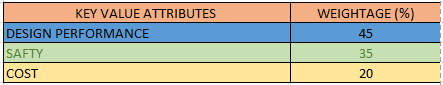 KEY VALUE ATTRIBUTES WEIGHTAGE (%)
DESIGN PERFORMANCE 45
SAFTY 35
COST 20